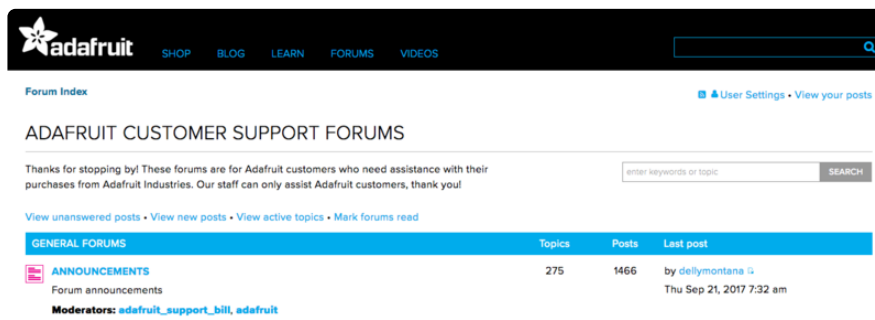 adafruit SHOP BLOG LEARN FORUMS VIDEOS
Forum Index
User Settings • View your posts
ADAFRUIT CUSTOMER SUPPORT FORUMS
Thanks for stopping by! These forums are for Adafruit customers who need assistance with their
purchases from Adafruit Industries. Our staff can only assist Adafruit customers, thank you!
enter keywords or topic SEARCH
View unanswered posts • View new posts • View active topics • Mark forums read
GENERAL FORUMS Topics Posts Last post
ANNOUNCEMENTS 275 1466 by dellymontana
Forum announcements Thu Sep 21, 2017 7:32 am
Moderators: adafruit_support_bill, adafruit